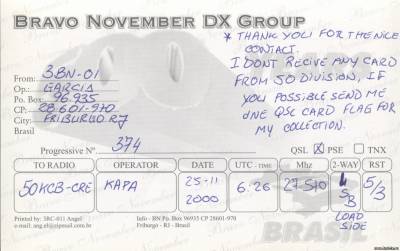 BRAVO NOVEMBER DX GROUP
* THANK YOU FOR THE NICE
CONTACT.
I DONT RECIVE ANY CARD
FROM 50 DIVISION, IF
YOU POSSIBLE SEND ME
ONE QSL CARD FLAG FOR
MY COLLECTION.
From: 3BN-01
Op.: GARCIA
Po. Box: 96.935
CP: 28.601-970
City: FRIBURGO RJ
Brasil
Progressive Nº 374
QSL X PSE TNX
TO RADIO OPERATOR DATE UTC - TIME Mhz 2-WAY RST
50KCB-CRE KAPA 25-11 2000 6:26 27-510 USB 5/3
LOAD
SIDE
Printed by: 3RC-011 Angel
e-mail: ang.el@zipmail.com.br
Info - BN Po. Box 96935 CP 28601-970
Friburgo - RJ - Brasil
BRASIL